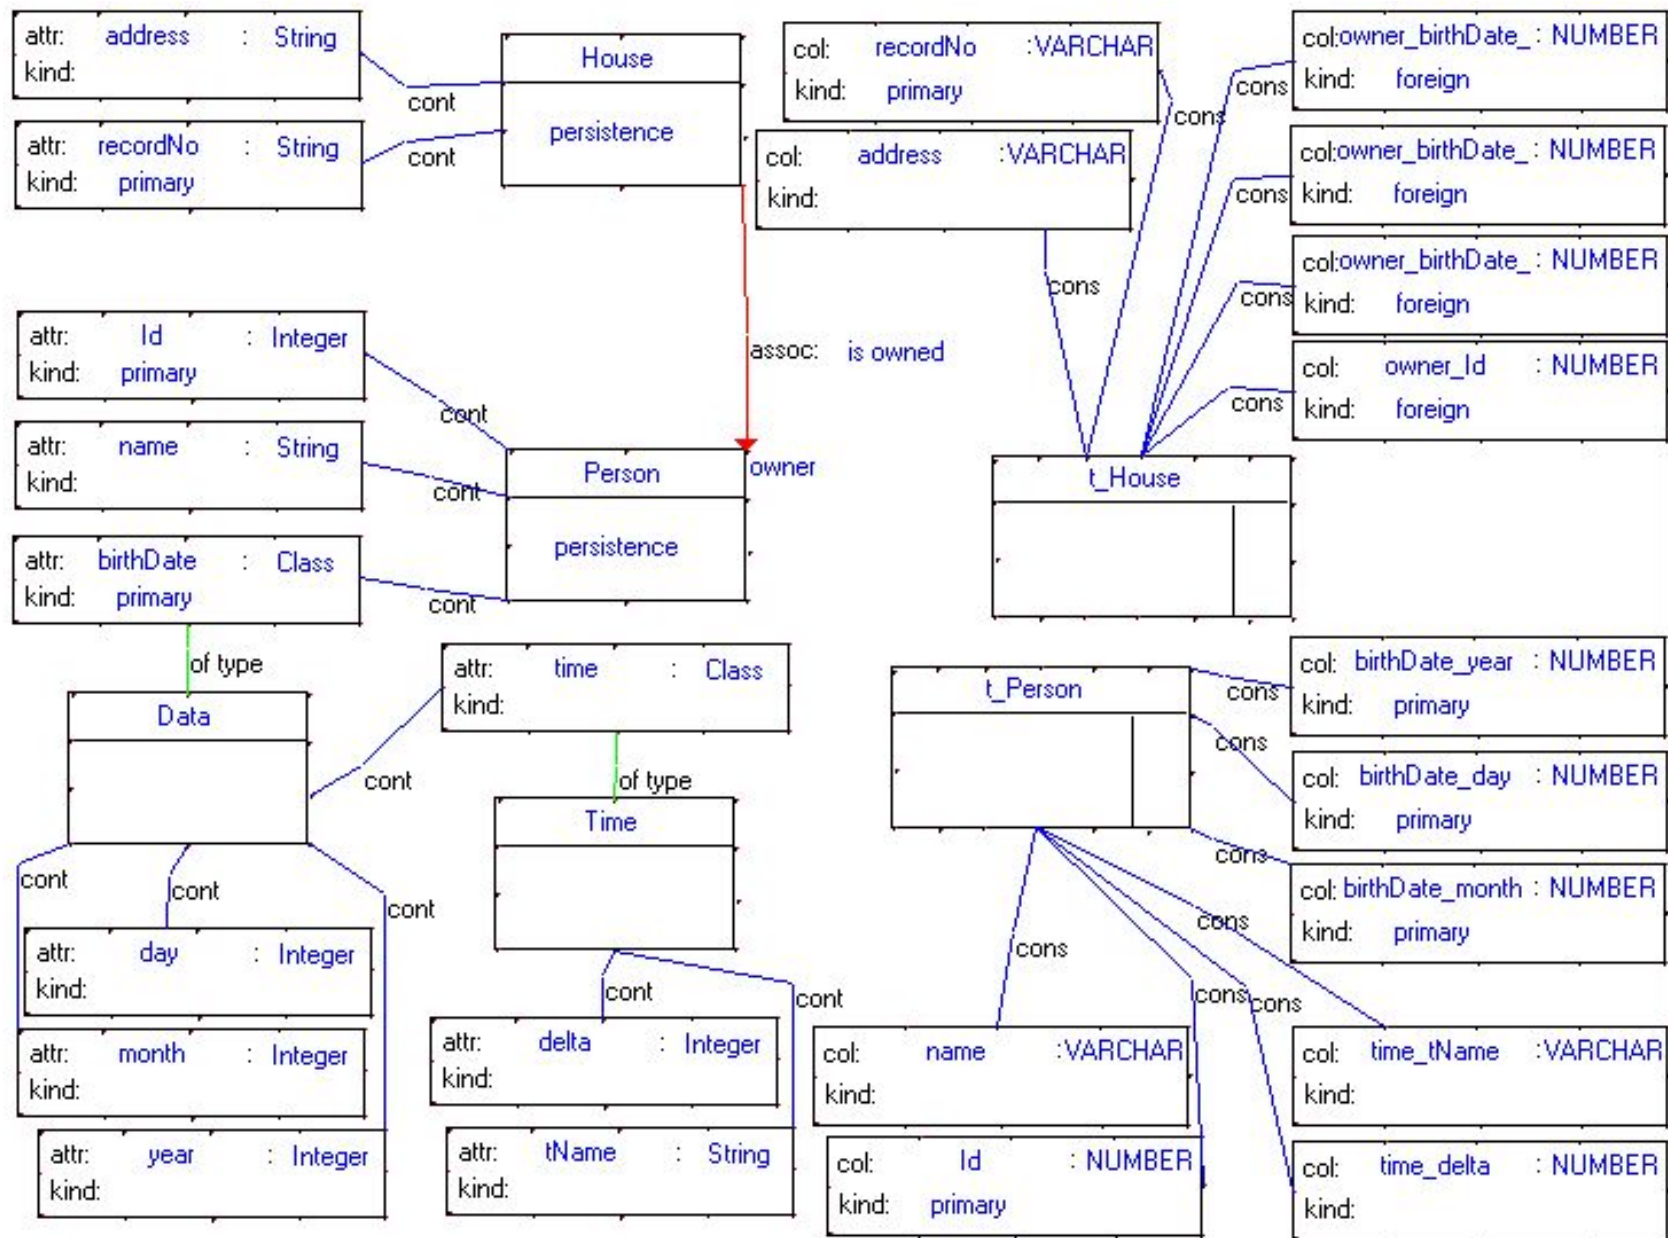 attr: address : String
kind:
cont
attr: recordNo : String
kind: primary
cont
House
persistence
col: recordNo :VARCHAR
kind: primary
cons
col: address :VARCHAR
kind:
cons
col:owner_birthDate_ : NUMBER
kind: foreign
cons
col:owner_birthDate_ : NUMBER
kind: foreign
cons
col:owner_birthDate_ : NUMBER
kind: foreign
cons
col: owner_Id : NUMBER
kind: foreign
cons
assoc: is owned
attr: Id : Integer
kind: primary
cont
attr: name : String
kind:
cont
attr: birthDate : Class
kind: primary
cont
Person
persistence
owner
t_House
of type
Data
attr: time : Class
kind:
cont
of type
Time
t_Person
col: birthDate_year : NUMBER
kind: primary
cons
col: birthDate_day : NUMBER
kind: primary
cons
col:birthDate_month : NUMBER
kind: primary
cons
cont
cont
cont
attr: day : Integer
kind:
attr: month : Integer
kind:
attr: year : Integer
kind:
cont
cont
attr: delta : Integer
kind:
attr: tName : String
kind:
cons
cons
cons
cons
col: name :VARCHAR
kind:
col: Id : NUMBER
kind: primary
col: time_tName :VARCHAR
kind:
col: time_delta : NUMBER
kind: